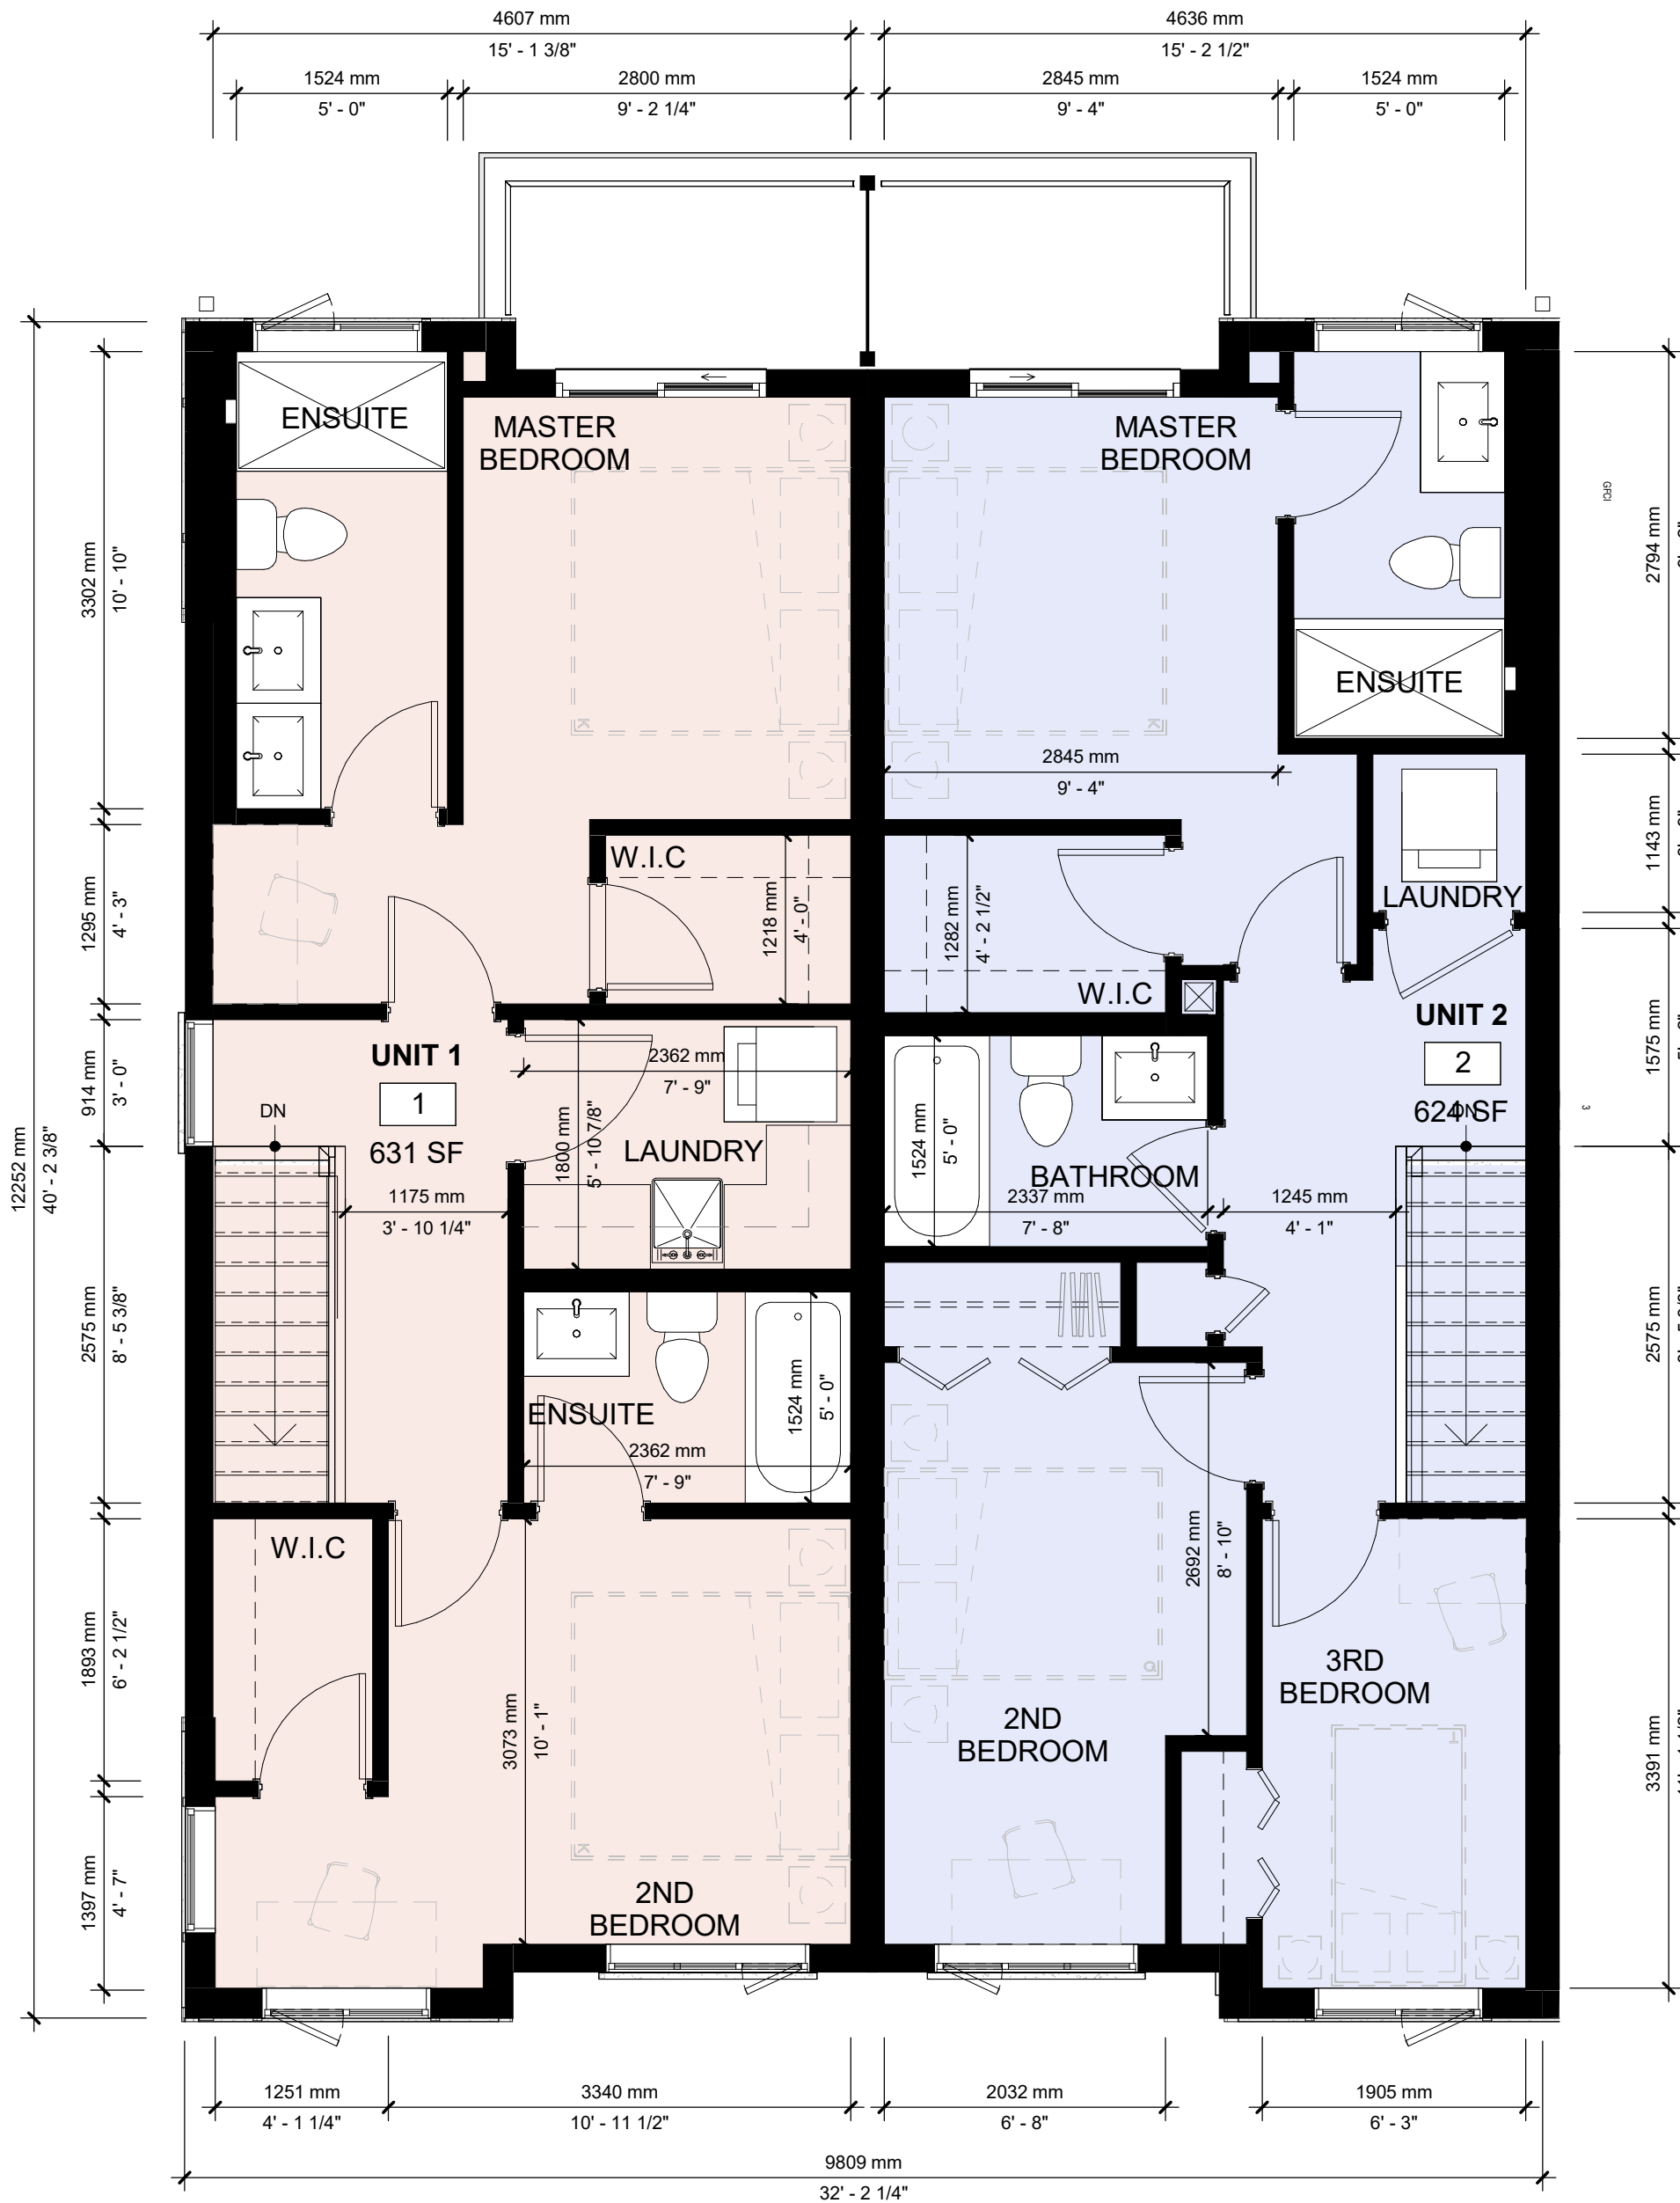 4607 mm
15' - 1 3/8"
4636 mm
15' - 2 1/2"
1524 mm
5' - 0"
2800 mm
9' - 2 1/4"
2845 mm
9' - 4"
1524 mm
5' - 0"
ENSUITE
MASTER
BEDROOM
MASTER
BEDROOM
GFCI
3302 mm
10' - 10"
2794 mm
K
K
ENSUITE
2845 mm
9' - 4"
1143 mm
W.I.C
LAUNDRY
1295 mm
4' - 3"
1218 mm
4' - 0"
1282 mm
4' - 2 1/2"
W.I.C
UNIT 2
2
624 SF
DN
1575 mm
3
UNIT 1
1
631 SF
914 mm
3' - 0"
DN
2362 mm
7' - 9"
1800 mm
5' - 10 7/8"
LAUNDRY
1524 mm
5' - 0"
BATHROOM
12252 mm
40' - 2 3/8"
1175 mm
3' - 10 1/4"
2337 mm
7' - 8"
1245 mm
4' - 1"
2575 mm
8' - 5 3/8"
2575 mm
1524 mm
5' - 0"
ENSUITE
2362 mm
7' - 9"
W.I.C
2692 mm
8' - 10"
1893 mm
6' - 2 1/2"
Q
3RD
BEDROOM
3073 mm
10' - 1"
2ND
BEDROOM
T
3391 mm
K
1397 mm
4' - 7"
2ND
BEDROOM
1251 mm
4' - 1 1/4"
3340 mm
10' - 11 1/2"
2032 mm
6' - 8"
1905 mm
6' - 3"
9809 mm
32' - 2 1/4"